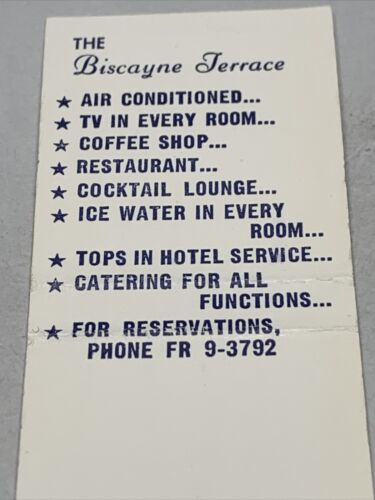 THE
Biscayne Terrace
★ AIR CONDITIONED...
★ TV IN EVERY ROOM...
★ COFFEE SHOP...
★ RESTAURANT...
★ COCKTAIL LOUNGE...
★ ICE WATER IN EVERY
ROOM...
★ TOPS IN HOTEL SERVICE...
★ CATERING FOR ALL
FUNCTIONS...
★ FOR RESERVATIONS,
PHONE FR 9-3792